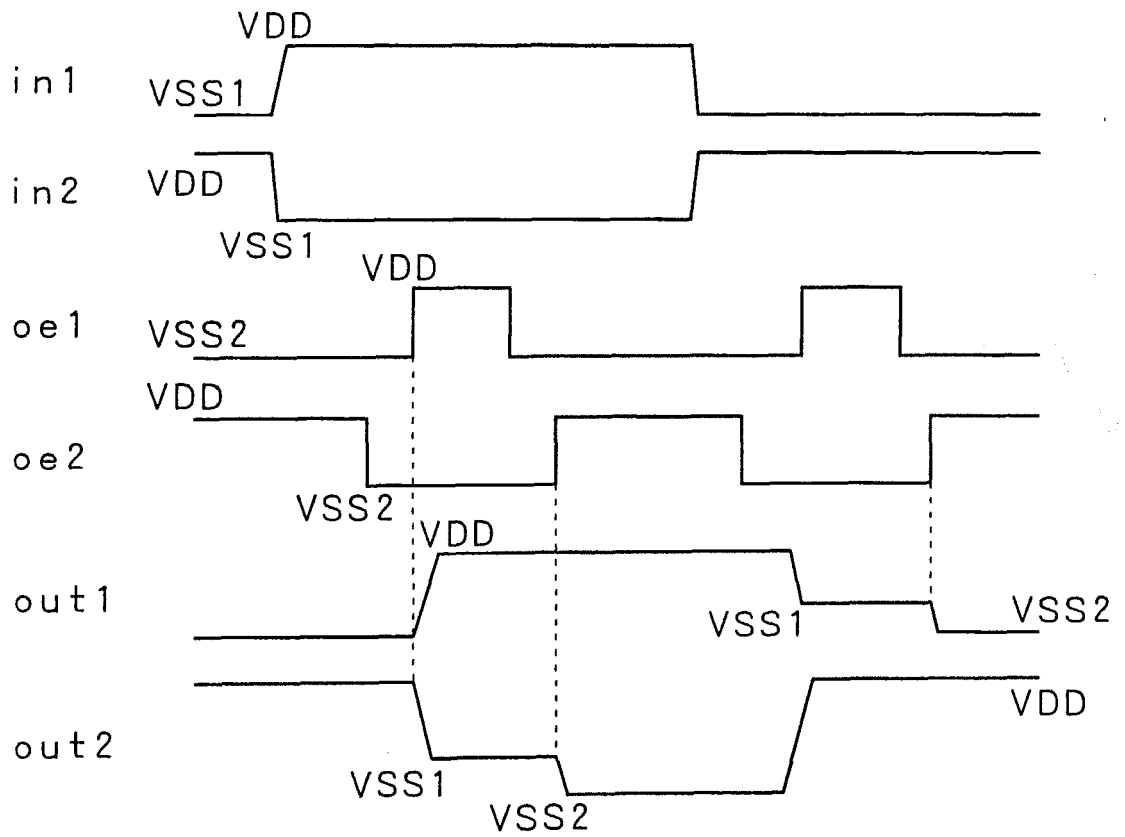 VDD
in1 VSS1
in2 VDD
VSS1
VDD
oe1 VSS2
VDD
oe2
VSS2
VDD
out1 VSS1 VSS2
VDD
out2 VSS1
VSS2